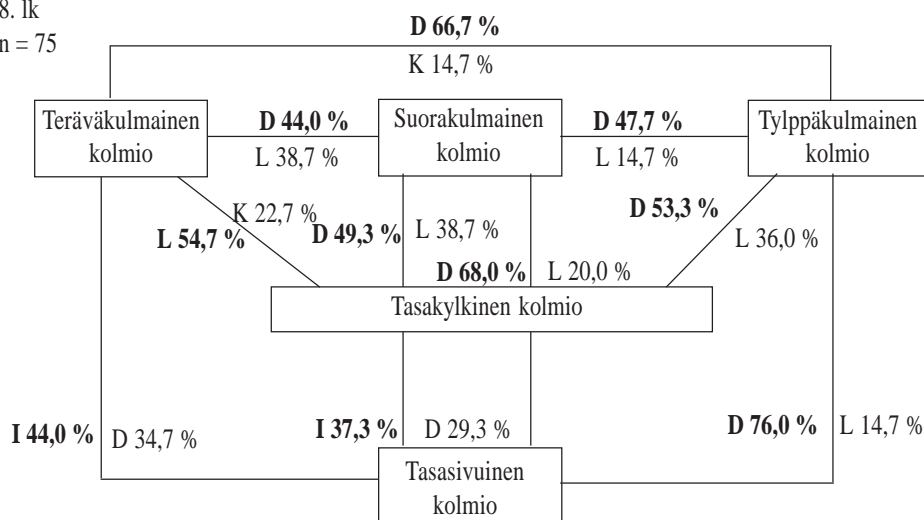 8. lk
n = 75
D 66,7 %
K 14,7 %
Teräväkulmainen
kolmio
D 44,0 %
L 38,7 %
Suorakulmainen
kolmio
D 47,7 %
L 14,7 %
Tylppäkulmainen
kolmio
K 22,7 %
L 54,7 %
D 49,3 %
L 38,7 %
D 53,3 %
L 36,0 %
D 68,0 %
L 20,0 %
Tasakylkinen kolmio
I 44,0 %
D 34,7 %
I 37,3 %
D 29,3 %
D 76,0 %
L 14,7 %
Tasasivuinen
kolmio